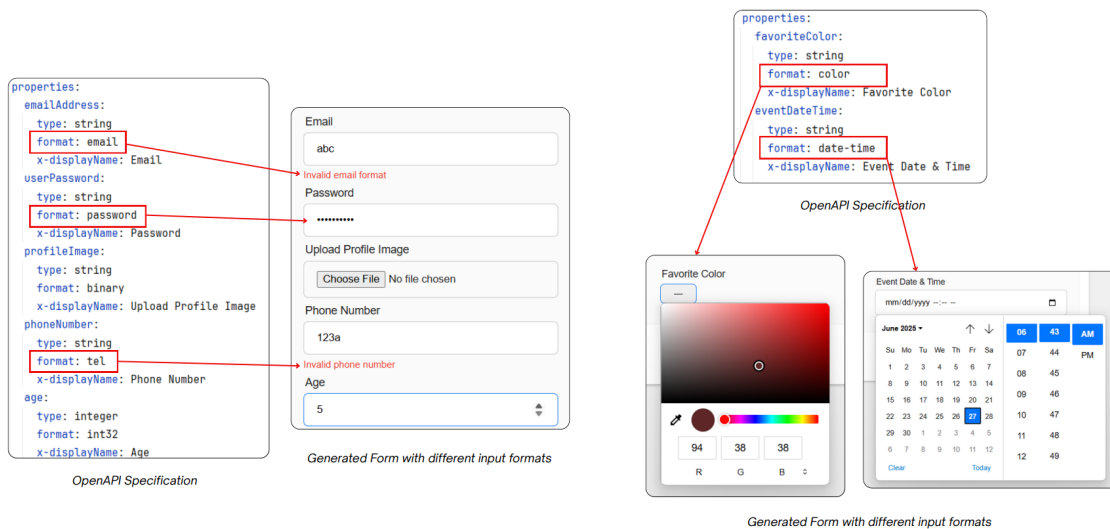 properties:
emailAddress:
type: string
format: email
x-displayName: Email
userPassword:
type: string
format: password
x-displayName: Password
profileImage:
type: string
format: binary
x-displayName: Upload Profile Image
phoneNumber:
type: string
format: tel
x-displayName: Phone Number
age:
type: integer
format: int32
x-displayName: Age
OpenAPI Specification
Email
abc
Invalid email format
Password
••••••••••
Upload Profile Image
Choose File No file chosen
Phone Number
123a
Invalid phone number
Age
5
Generated Form with different input formats
properties:
favoriteColor:
type: string
format: color
x-displayName: Favorite Color
eventDateTime:
type: string
format: date-time
x-displayName: Event Date & Time
OpenAPI Specification
Favorite Color
—
94 38 38
R G B
Event Date & Time
mm/dd/yyyy --:-- --
June 2025
Su Mo Tu We Th Fr Sa
1 2 3 4 5 6 7
8 9 10 11 12 13 14
15 16 17 18 19 20 21
22 23 24 25 26 27 28
29 30 1 2 3 4 5
6 7 8 9 10 11 12
Clear Today
06 43 AM
07 44 PM
08 45
09 46
10 47
11 48
12 49
Generated Form with different input formats